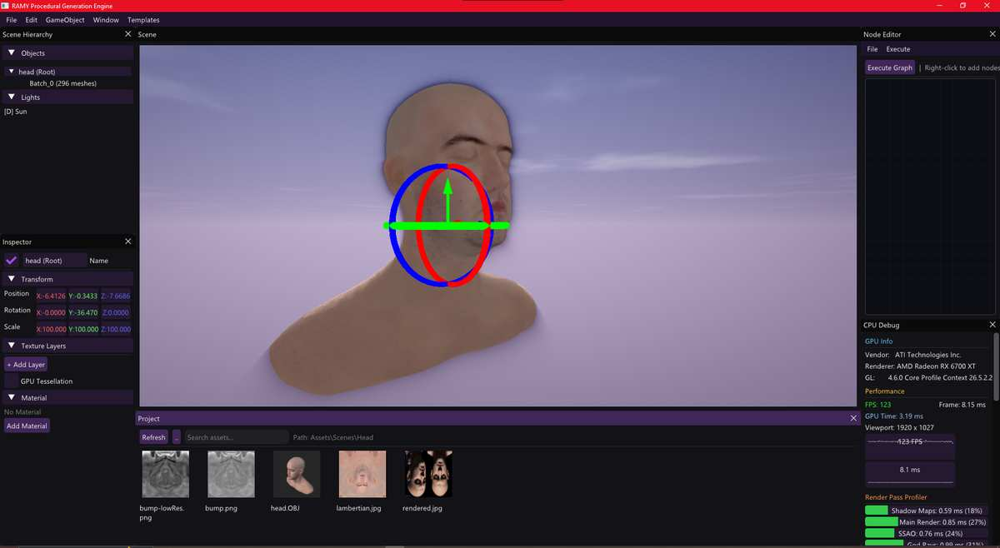 RAMY Procedural Generation Engine
File Edit GameObject Window Templates
Scene Hierarchy
Objects
head (Root)
Batch_0 (296 meshes)
Lights
[D] Sun
Scene
Inspector
head (Root) Name
Transform
Position X:-6.4126 Y:-0.3433 Z:-7.6686
Rotation X:-0.0000 Y:-36.470 Z:0.0000
Scale X:100.000 Y:100.000 Z:100.000
Texture Layers
+ Add Layer
GPU Tessellation
Material
No Material
Add Material
Project
Refresh .. Search assets... Path: Assets\Scenes\Head
bump-lowRes.
png
bump.png
head.OBJ
lambertian.jpg
rendered.jpg
Node Editor
File Execute
Execute Graph | Right-click to add nodes
CPU Debug
GPU Info
Vendor: ATI Technologies Inc.
Renderer: AMD Radeon RX 6700 XT
GL: 4.6.0 Core Profile Context 26.5.2.2
Performance
FPS: 123 Frame: 8.15 ms
GPU Time: 3.19 ms
Viewport: 1920 x 1027
123 FPS
8.1 ms
Render Pass Profiler
Shadow Maps: 0.59 ms (18%)
Main Render: 0.85 ms (27%)
SSAO: 0.76 ms (24%)
God Rays: 0.99 ms (31%)